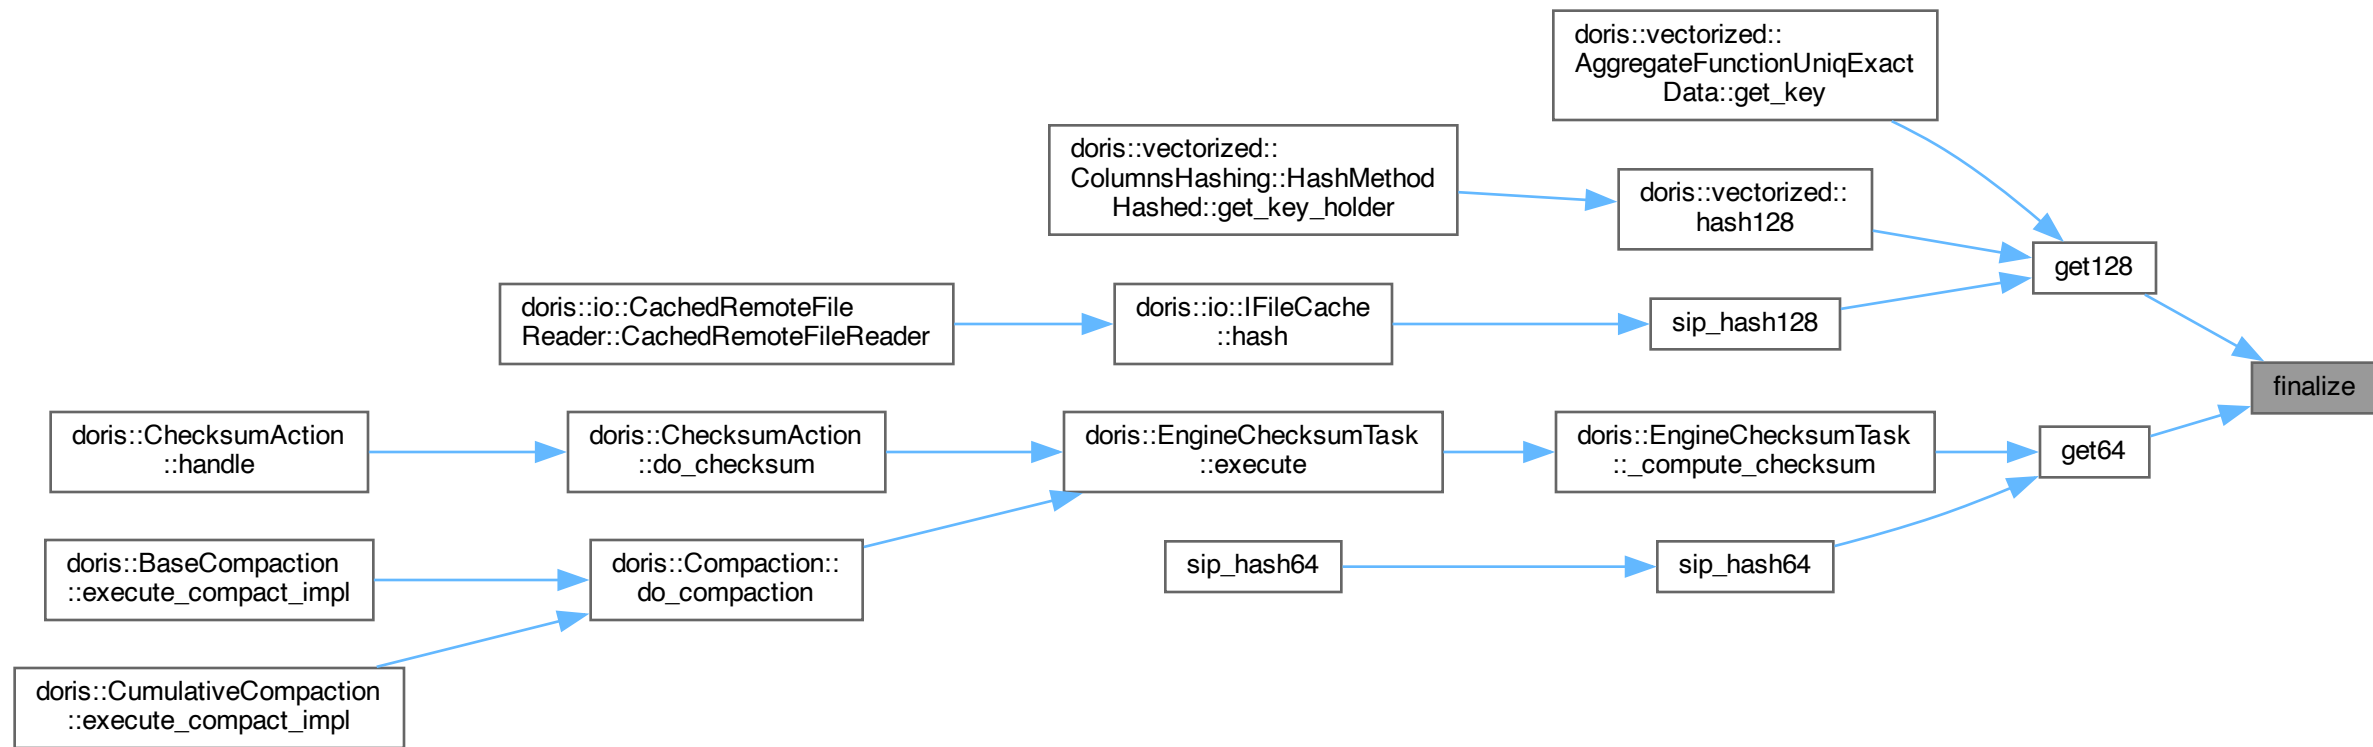 doris::vectorized::
AggregateFunctionUniqExact
Data::get_key
doris::vectorized::
ColumnsHashing::HashMethod
Hashed::get_key_holder
doris::vectorized::
hash128
get128
doris::io::CachedRemoteFile
Reader::CachedRemoteFileReader
doris::io::IFileCache
::hash
sip_hash128
finalize
doris::ChecksumAction
::handle
doris::ChecksumAction
::do_checksum
doris::EngineChecksumTask
::execute
doris::EngineChecksumTask
::_compute_checksum
get64
doris::BaseCompaction
::execute_compact_impl
doris::Compaction::
do_compaction
sip_hash64
sip_hash64
doris::CumulativeCompaction
::execute_compact_impl